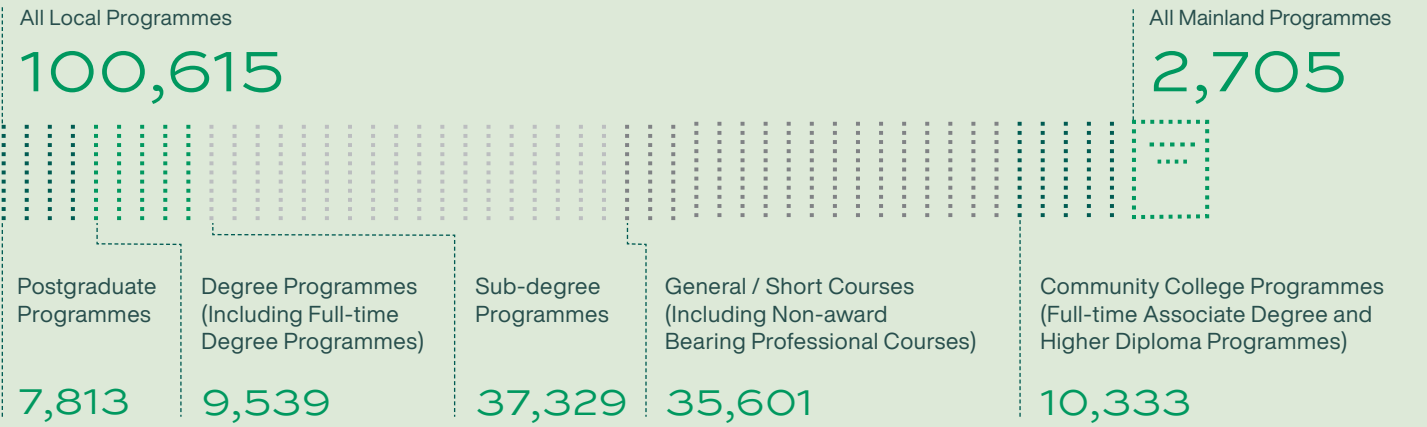 All Local Programmes
100,615
All Mainland Programmes
2,705
Postgraduate
Programmes
7,813
Degree Programmes
(Including Full-time
Degree Programmes)
9,539
Sub-degree
Programmes
37,329
General / Short Courses
(Including Non-award
Bearing Professional Courses)
35,601
Community College Programmes
(Full-time Associate Degree and
Higher Diploma Programmes)
10,333